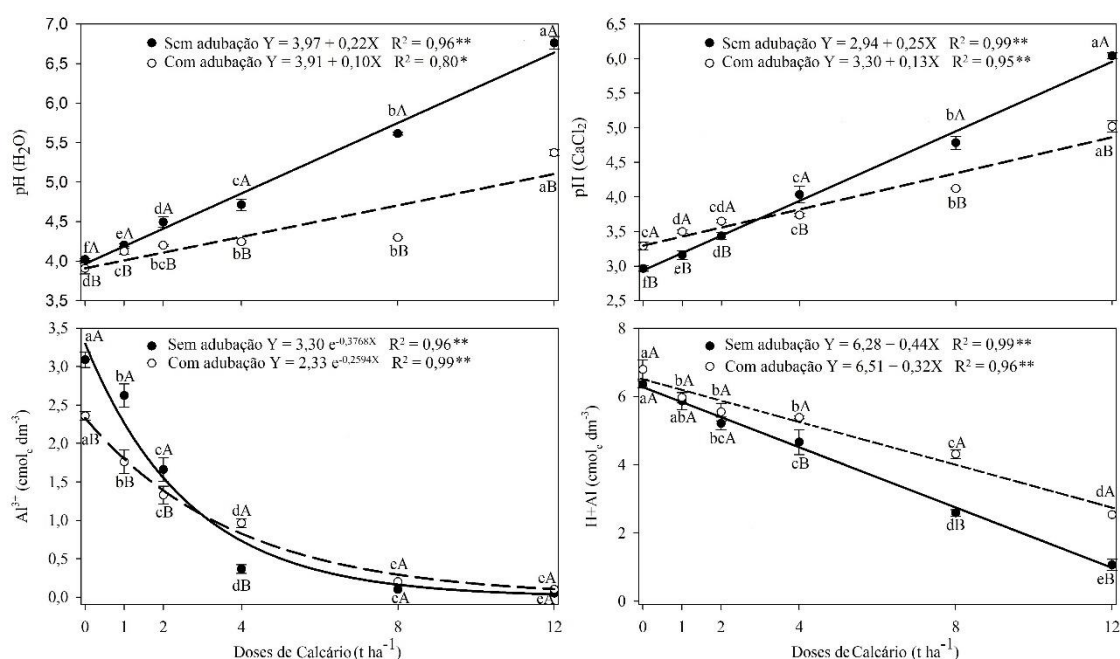 7,0
6,5
6,0
5,5
5,0
4,5
4,0
3,5
pH (H₂O)
Sem adubação Y = 3,97 + 0,22X R² = 0,96**
Com adubação Y = 3,91 + 0,10X R² = 0,80*
fA
eA
dA
cA
bA
aA
dB
cB
bcB
bB
bB
aB
6,5
6,0
5,5
5,0
4,5
4,0
3,5
3,0
2,5
pH (CaCl₂)
Sem adubação Y = 2,94 + 0,25X R² = 0,99**
Com adubação Y = 3,30 + 0,13X R² = 0,95**
cA
dA
cdA
cA
bA
aA
fB
eB
dB
cB
bB
aB
3,5
3,0
2,5
2,0
1,5
1,0
0,5
0,0
Al³⁺ (cmol_c dm⁻³)
Sem adubação Y = 3,30 e⁻⁰,³⁷⁶⁸ˣ R² = 0,96**
Com adubação Y = 2,33 e⁻⁰,²⁵⁹⁴ˣ R² = 0,99**
aA
bA
cA
dA
eA
eA
aB
bB
cB
dB
eA
eA
0 1 2 4 8 12
Doses de Calcário (t ha⁻¹)
8
6
4
2
0
H+Al (cmol_c dm⁻³)
Sem adubação Y = 6,28 − 0,44X R² = 0,99**
Com adubação Y = 6,51 − 0,32X R² = 0,96**
aA
bA
bA
bA
cA
dA
aA
abA
bcA
cB
dB
eB
0 1 2 4 8 12
Doses de Calcário (t ha⁻¹)